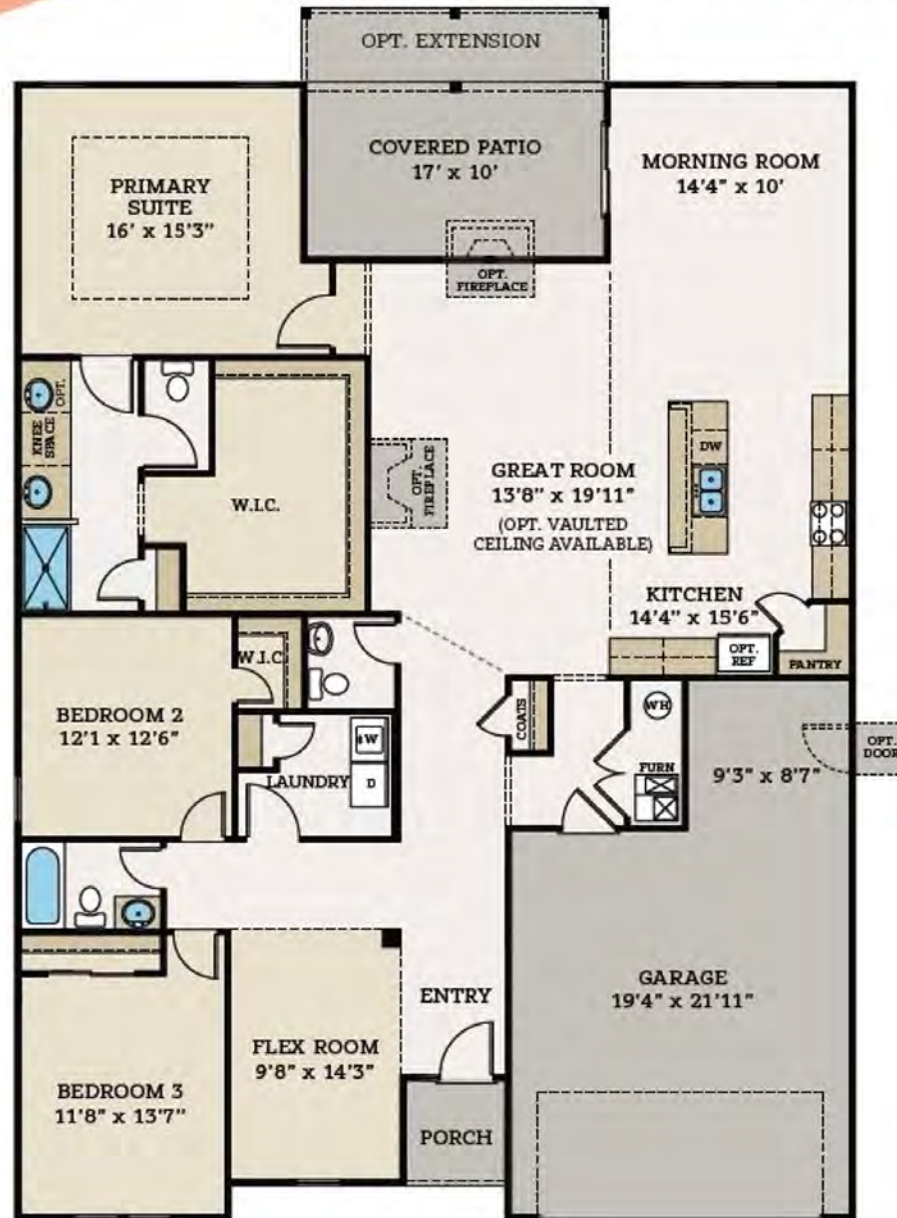 OPT. EXTENSION
COVERED PATIO
17' x 10'
MORNING ROOM
14'4" x 10'
PRIMARY
SUITE
16' x 15'3"
OPT.
FIREPLACE
OPT.
KNEE
SPACE
W.I.C.
OPT.
FIREPLACE
GREAT ROOM
13'8" x 19'11"
(OPT. VAULTED
CEILING AVAILABLE)
DW
KITCHEN
14'4" x 15'6"
OPT.
REF
PANTRY
W.I.C
BEDROOM 2
12'1 x 12'6"
W
LAUNDRY
D
COATS
WH
FURN
9'3" x 8'7"
OPT.
DOOR
GARAGE
19'4" x 21'11"
ENTRY
FLEX ROOM
9'8" x 14'3"
BEDROOM 3
11'8" x 13'7"
PORCH